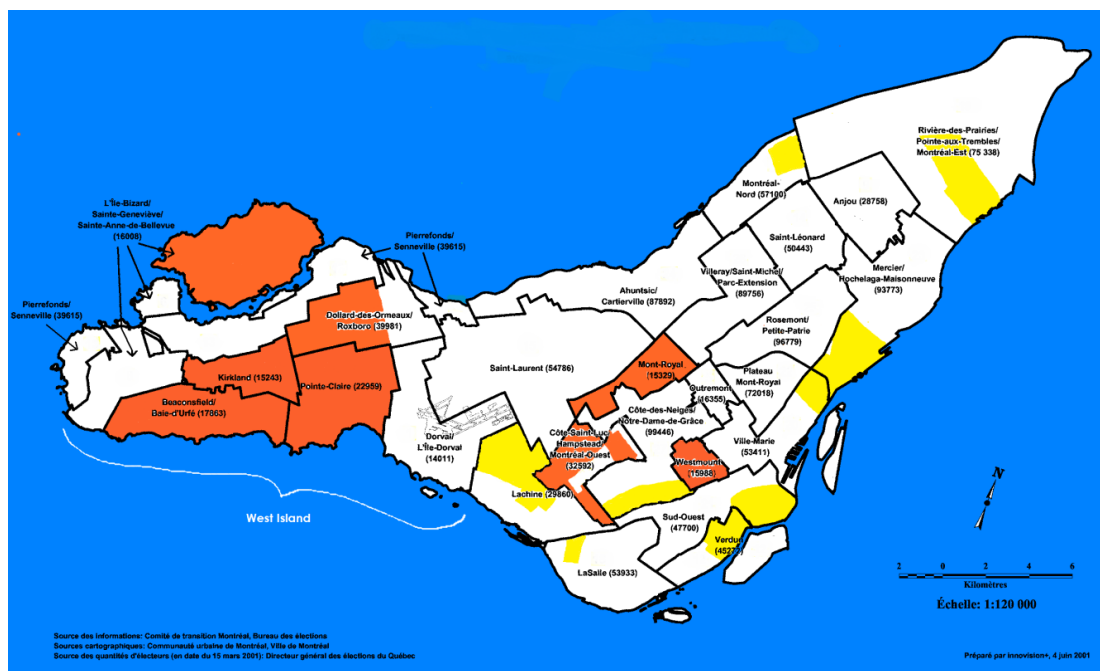 Rivière-des-Prairies/
Pointe-aux-Trembles/
Montréal-Est (75 338)
Montréal-
Nord (57100)
Anjou (28758)
L'Île-Bizard/
Sainte-Geneviève/
Sainte-Anne-de-Bellevue
(16008)
Pierrefonds/
Senneville (39615)
Saint-Léonard
(50443)
Mercier/
Hochelaga-Maisonneuve
(93773)
Villeray/Saint-Michel/
Parc-Extension
(89756)
Ahuntsic/
Cartierville (87892)
Pierrefonds/
Senneville (39615)
Dollard-des-Ormeaux/
Roxboro (39981)
Rosemont/
Petite-Patrie
(96779)
Saint-Laurent (54786)
Mont-Royal
(15329)
Plateau
Mont-Royal
(72018)
Kirkland (15243)
Pointe-Claire (22959)
Outremont
(16355)
Beaconsfield/
Baie-d'Urfé (17863)
Côte-des-Neiges/
Notre-Dame-de-Grâce
(99446)
Dorval/
L'Île-Dorval
(14011)
Côte-Saint-Luc/
Hampstead/
Montréal-Ouest
(32592)
Ville-Marie
(53411)
Westmount
(15988)
Lachine (29860)
N
West Island
Sud-Ouest
(47700)
Verdun
LaSalle (53933)
2 0 2 4 6
Kilomètres
Échelle: 1:120 000
Source des informations: Comité de transition Montréal, Bureau des élections
Sources cartographiques: Communauté urbaine de Montréal, Ville de Montréal
Source des quantités d'électeurs (en date du 15 mars 2001): Directeur général des élections du Québec
Préparé par innovision+, 4 juin 2001